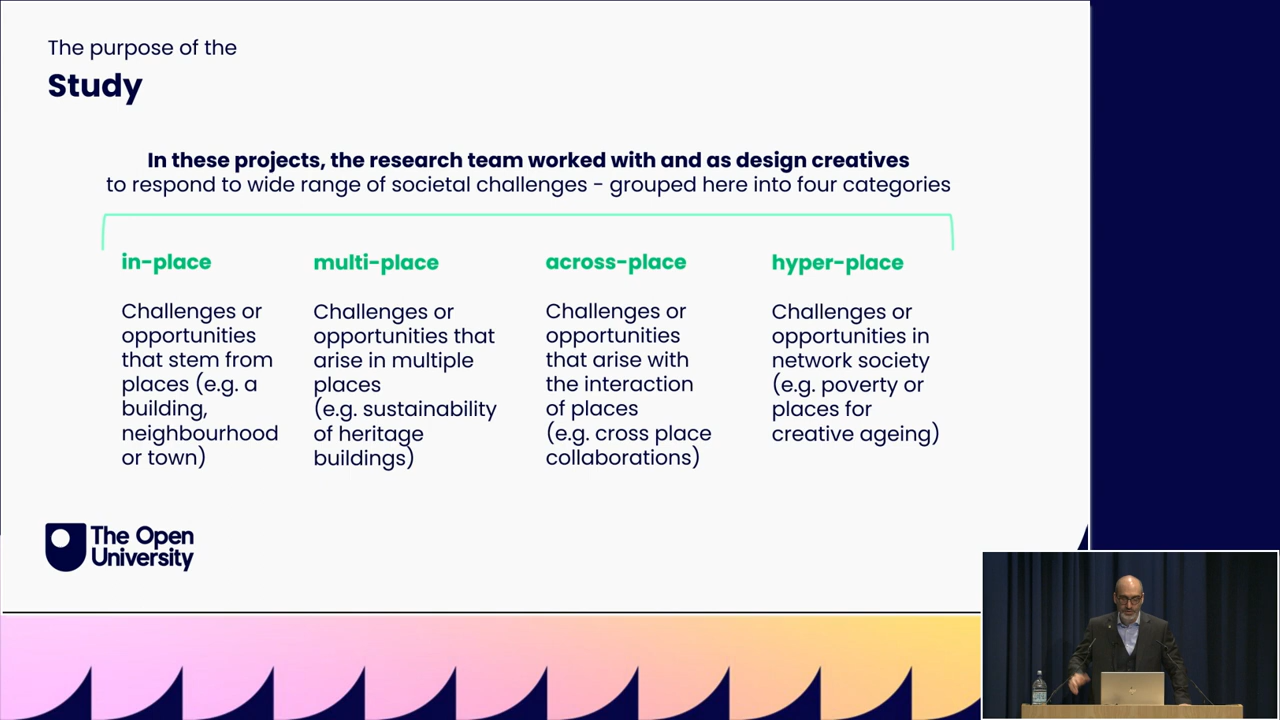 The purpose of the
Study
In these projects, the research team worked with and as design creatives
to respond to wide range of societal challenges - grouped here into four categories
in-place
Challenges or
opportunities
that stem from
places (e.g. a
building,
neighbourhood
or town)
multi-place
Challenges or
opportunities that
arise in multiple
places
(e.g. sustainability
of heritage
buildings)
across-place
Challenges or
opportunities
that arise with
the interaction
of places
(e.g. cross place
collaborations)
hyper-place
Challenges or
opportunities in
network society
(e.g. poverty or
places for
creative ageing)
The Open
University